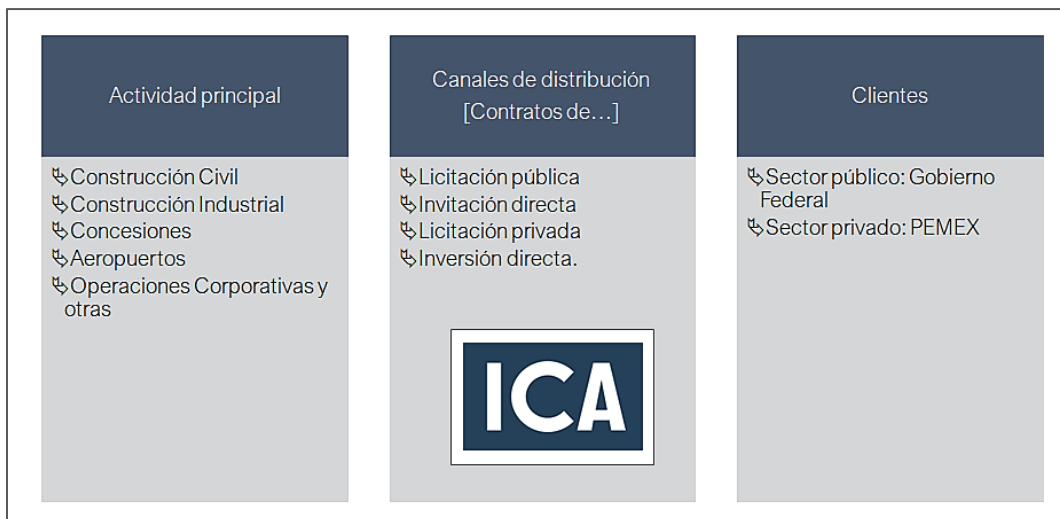 Actividad principal
Construcción Civil
Construcción Industrial
Concesiones
Aeropuertos
Operaciones Corporativas y
otras
Canales de distribución
[Contratos de…]
Licitación pública
Invitación directa
Licitación privada
Inversión directa.
ICA
Clientes
Sector público: Gobierno
Federal
Sector privado: PEMEX